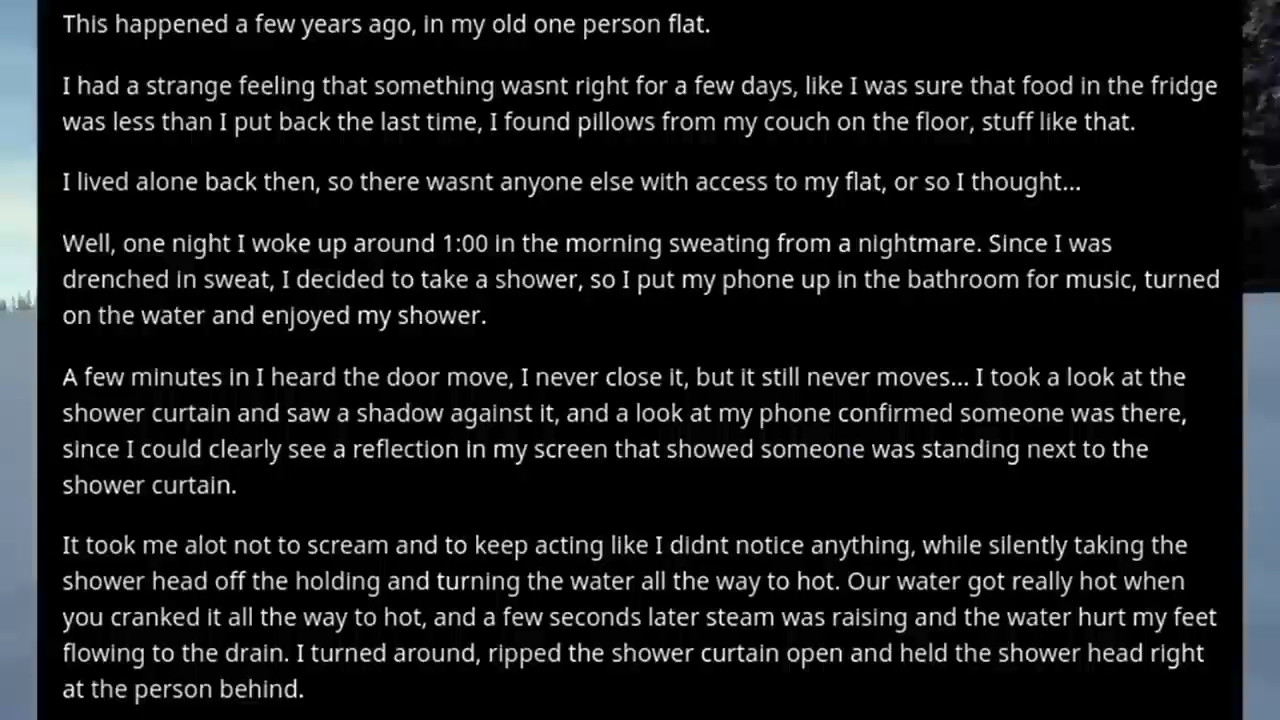 This happened a few years ago, in my old one person flat.
I had a strange feeling that something wasnt right for a few days, like I was sure that food in the fridge
was less than I put back the last time, I found pillows from my couch on the floor, stuff like that.
I lived alone back then, so there wasnt anyone else with access to my flat, or so I thought...
Well, one night I woke up around 1:00 in the morning sweating from a nightmare. Since I was
drenched in sweat, I decided to take a shower, so I put my phone up in the bathroom for music, turned
on the water and enjoyed my shower.
A few minutes in I heard the door move, I never close it, but it still never moves... I took a look at the
shower curtain and saw a shadow against it, and a look at my phone confirmed someone was there,
since I could clearly see a reflection in my screen that showed someone was standing next to the
shower curtain.
It took me alot not to scream and to keep acting like I didnt notice anything, while silently taking the
shower head off the holding and turning the water all the way to hot. Our water got really hot when
you cranked it all the way to hot, and a few seconds later steam was raising and the water hurt my feet
flowing to the drain. I turned around, ripped the shower curtain open and held the shower head right
at the person behind.